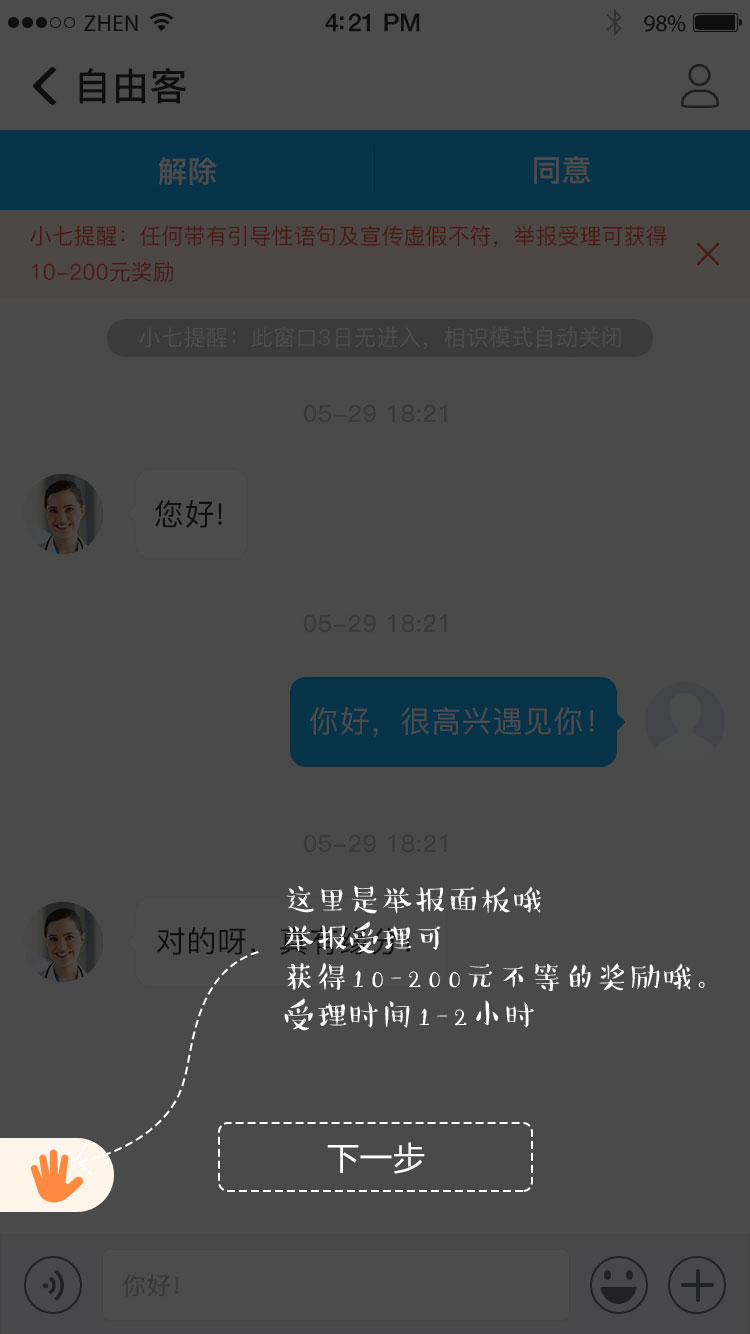 ZHEN 4:21 PM 98%
自由客
解除 同意
小七提醒：任何带有引导性语句及宣传虚假不符，举报受理可获得
10-200元奖励
小七提醒：此窗口3日无进入，相识模式自动关闭
05-29 18:21
您好!
05-29 18:21
你好，很高兴遇见你!
05-29 18:21
对的呀，真有缘分!
这里是举报面板哦
举报受理可
获得10-200元不等的奖励哦。
受理时间1-2小时
下一步
你好!